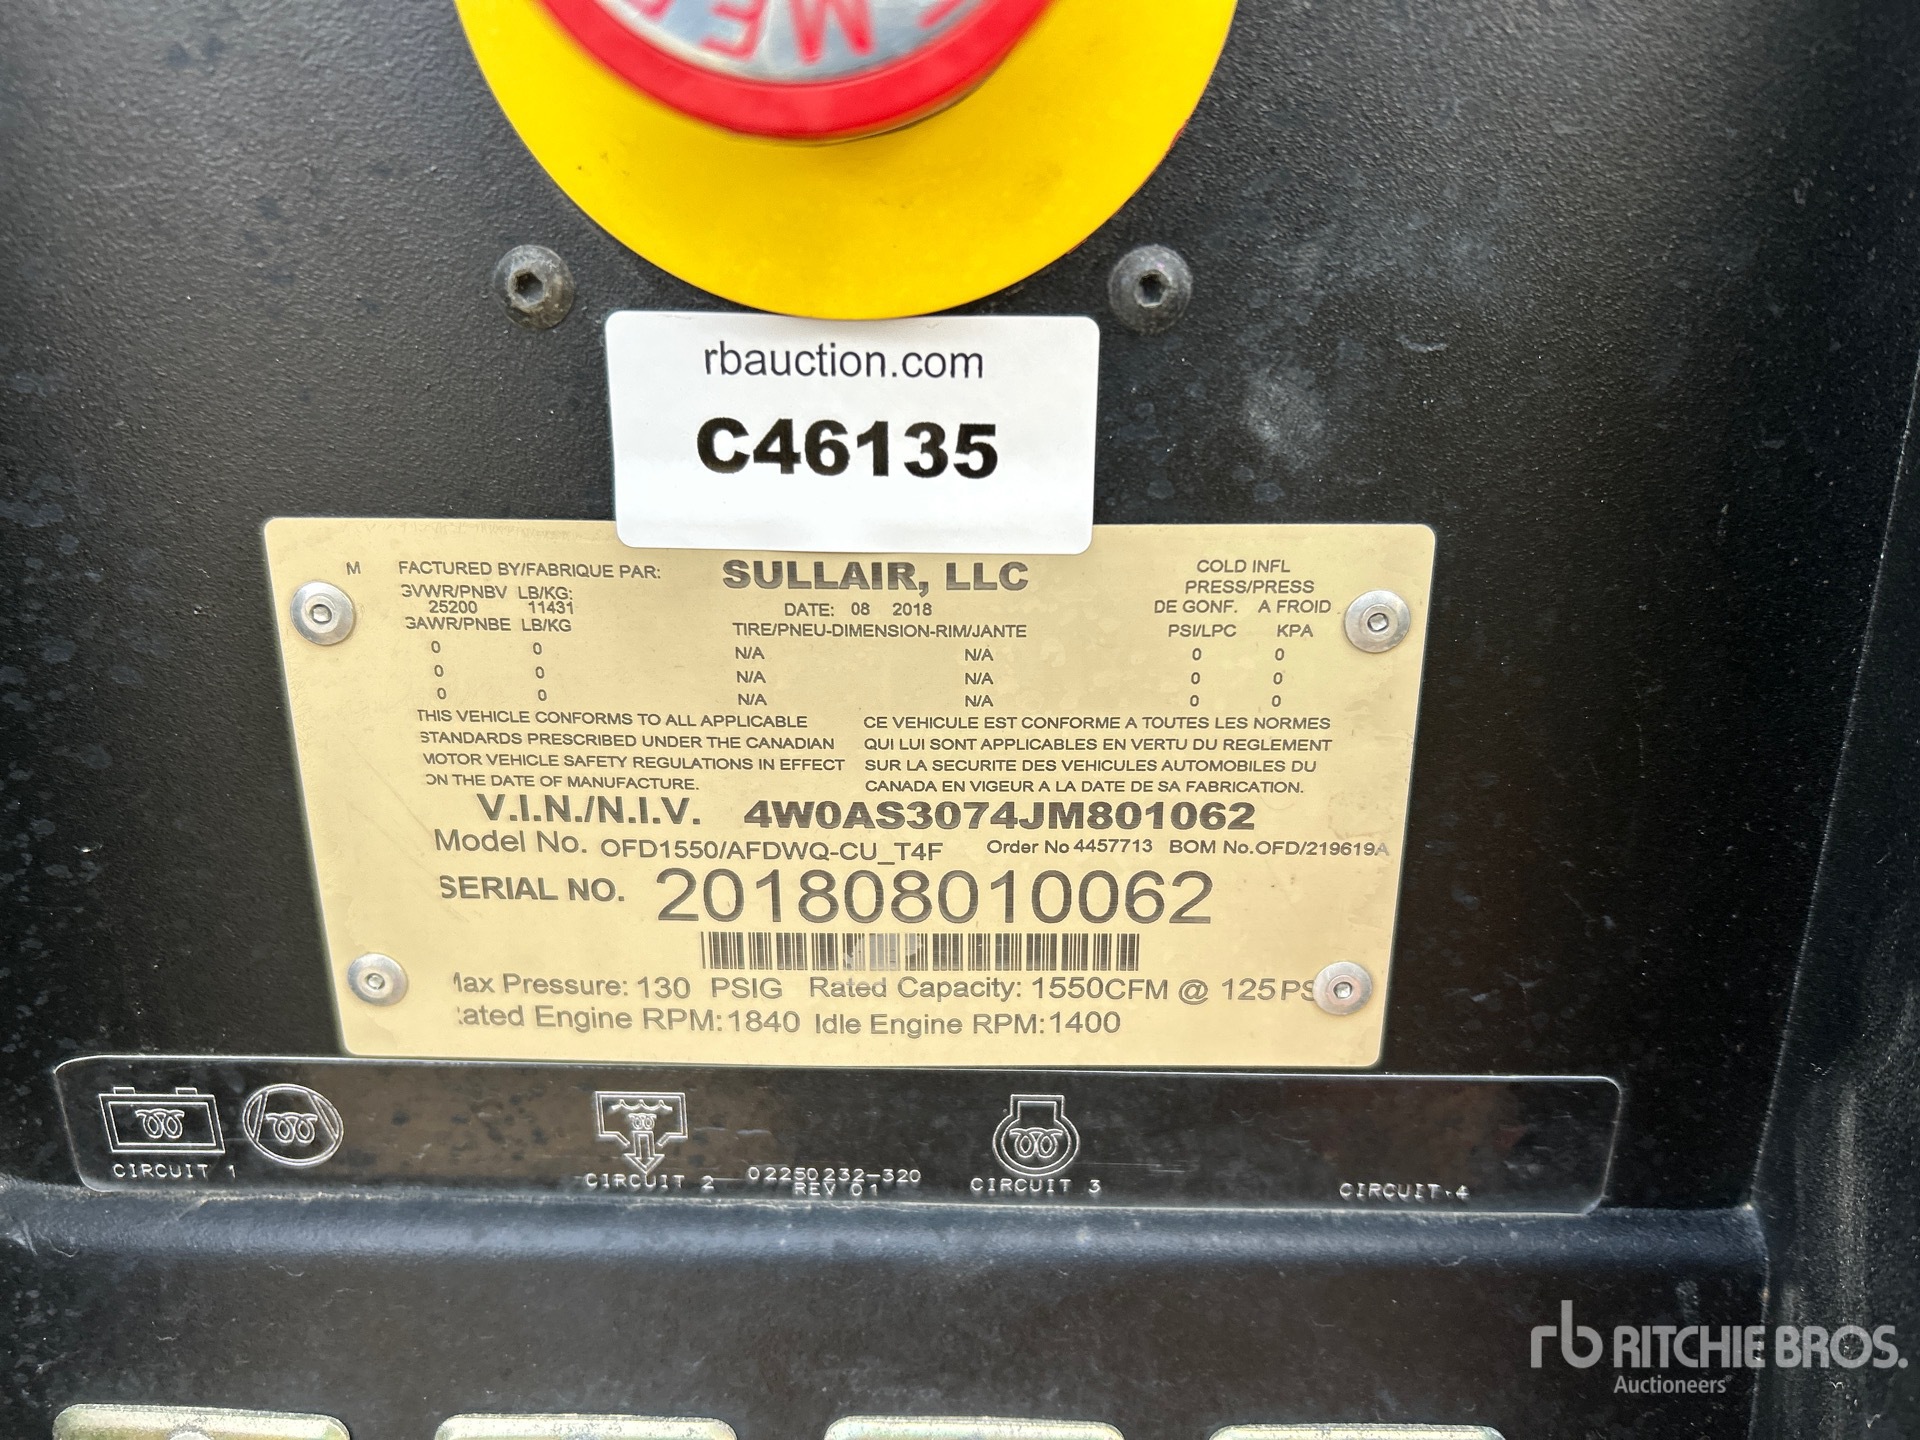 rbauction.com
C46135
M FACTURED BY/FABRIQUE PAR: SULLAIR, LLC
COLD INFL
PRESS/PRESS
GVWR/PNBV LB/KG:
25200 11431
DATE: 08 2018
DE GONF. A FROID
GAWR/PNBE LB/KG TIRE/PNEU-DIMENSION-RIM/JANTE PSI/LPC KPA
0 0 N/A N/A 0 0
0 0 N/A N/A 0 0
0 0 N/A N/A 0 0
THIS VEHICLE CONFORMS TO ALL APPLICABLE
STANDARDS PRESCRIBED UNDER THE CANADIAN
MOTOR VEHICLE SAFETY REGULATIONS IN EFFECT
ON THE DATE OF MANUFACTURE.
CE VEHICULE EST CONFORME A TOUTES LES NORMES
QUI LUI SONT APPLICABLES EN VERTU DU REGLEMENT
SUR LA SECURITE DES VEHICULES AUTOMOBILES DU
CANADA EN VIGEUR A LA DATE DE SA FABRICATION.
V.I.N./N.I.V. 4W0AS3074JM801062
Model No. OFD1550/AFDWQ-CU_T4F Order No 4457713 BOM No.OFD/219619A
SERIAL NO. 201808010062
Max Pressure: 130 PSIG Rated Capacity: 1550CFM @ 125PS
Rated Engine RPM:1840 Idle Engine RPM:1400
CIRCUIT 1
CIRCUIT 2
02250232-320
REV 01
CIRCUIT 3
CIRCUIT 4
rb RITCHIE BROS.
Auctioneers